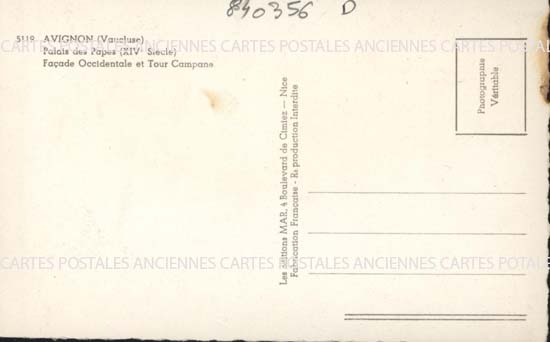 840356 D
5119 AVIGNON (Vaucluse)
Palais des Papes (XIVᵉ Siècle)
Façade Occidentale et Tour Campane
Photographie
Véritable
Les Éditions MAR, 4 Boulevard de Cimiez — Nice
Fabrication Française - Reproduction Interdite
CARTES POSTALES ANCIENNES CARTES POSTALES ANCIENNES CARTES POSTALES
CARTES POSTALES ANCIENNES CARTES POSTALES ANCIENNES CARTES POSTALES